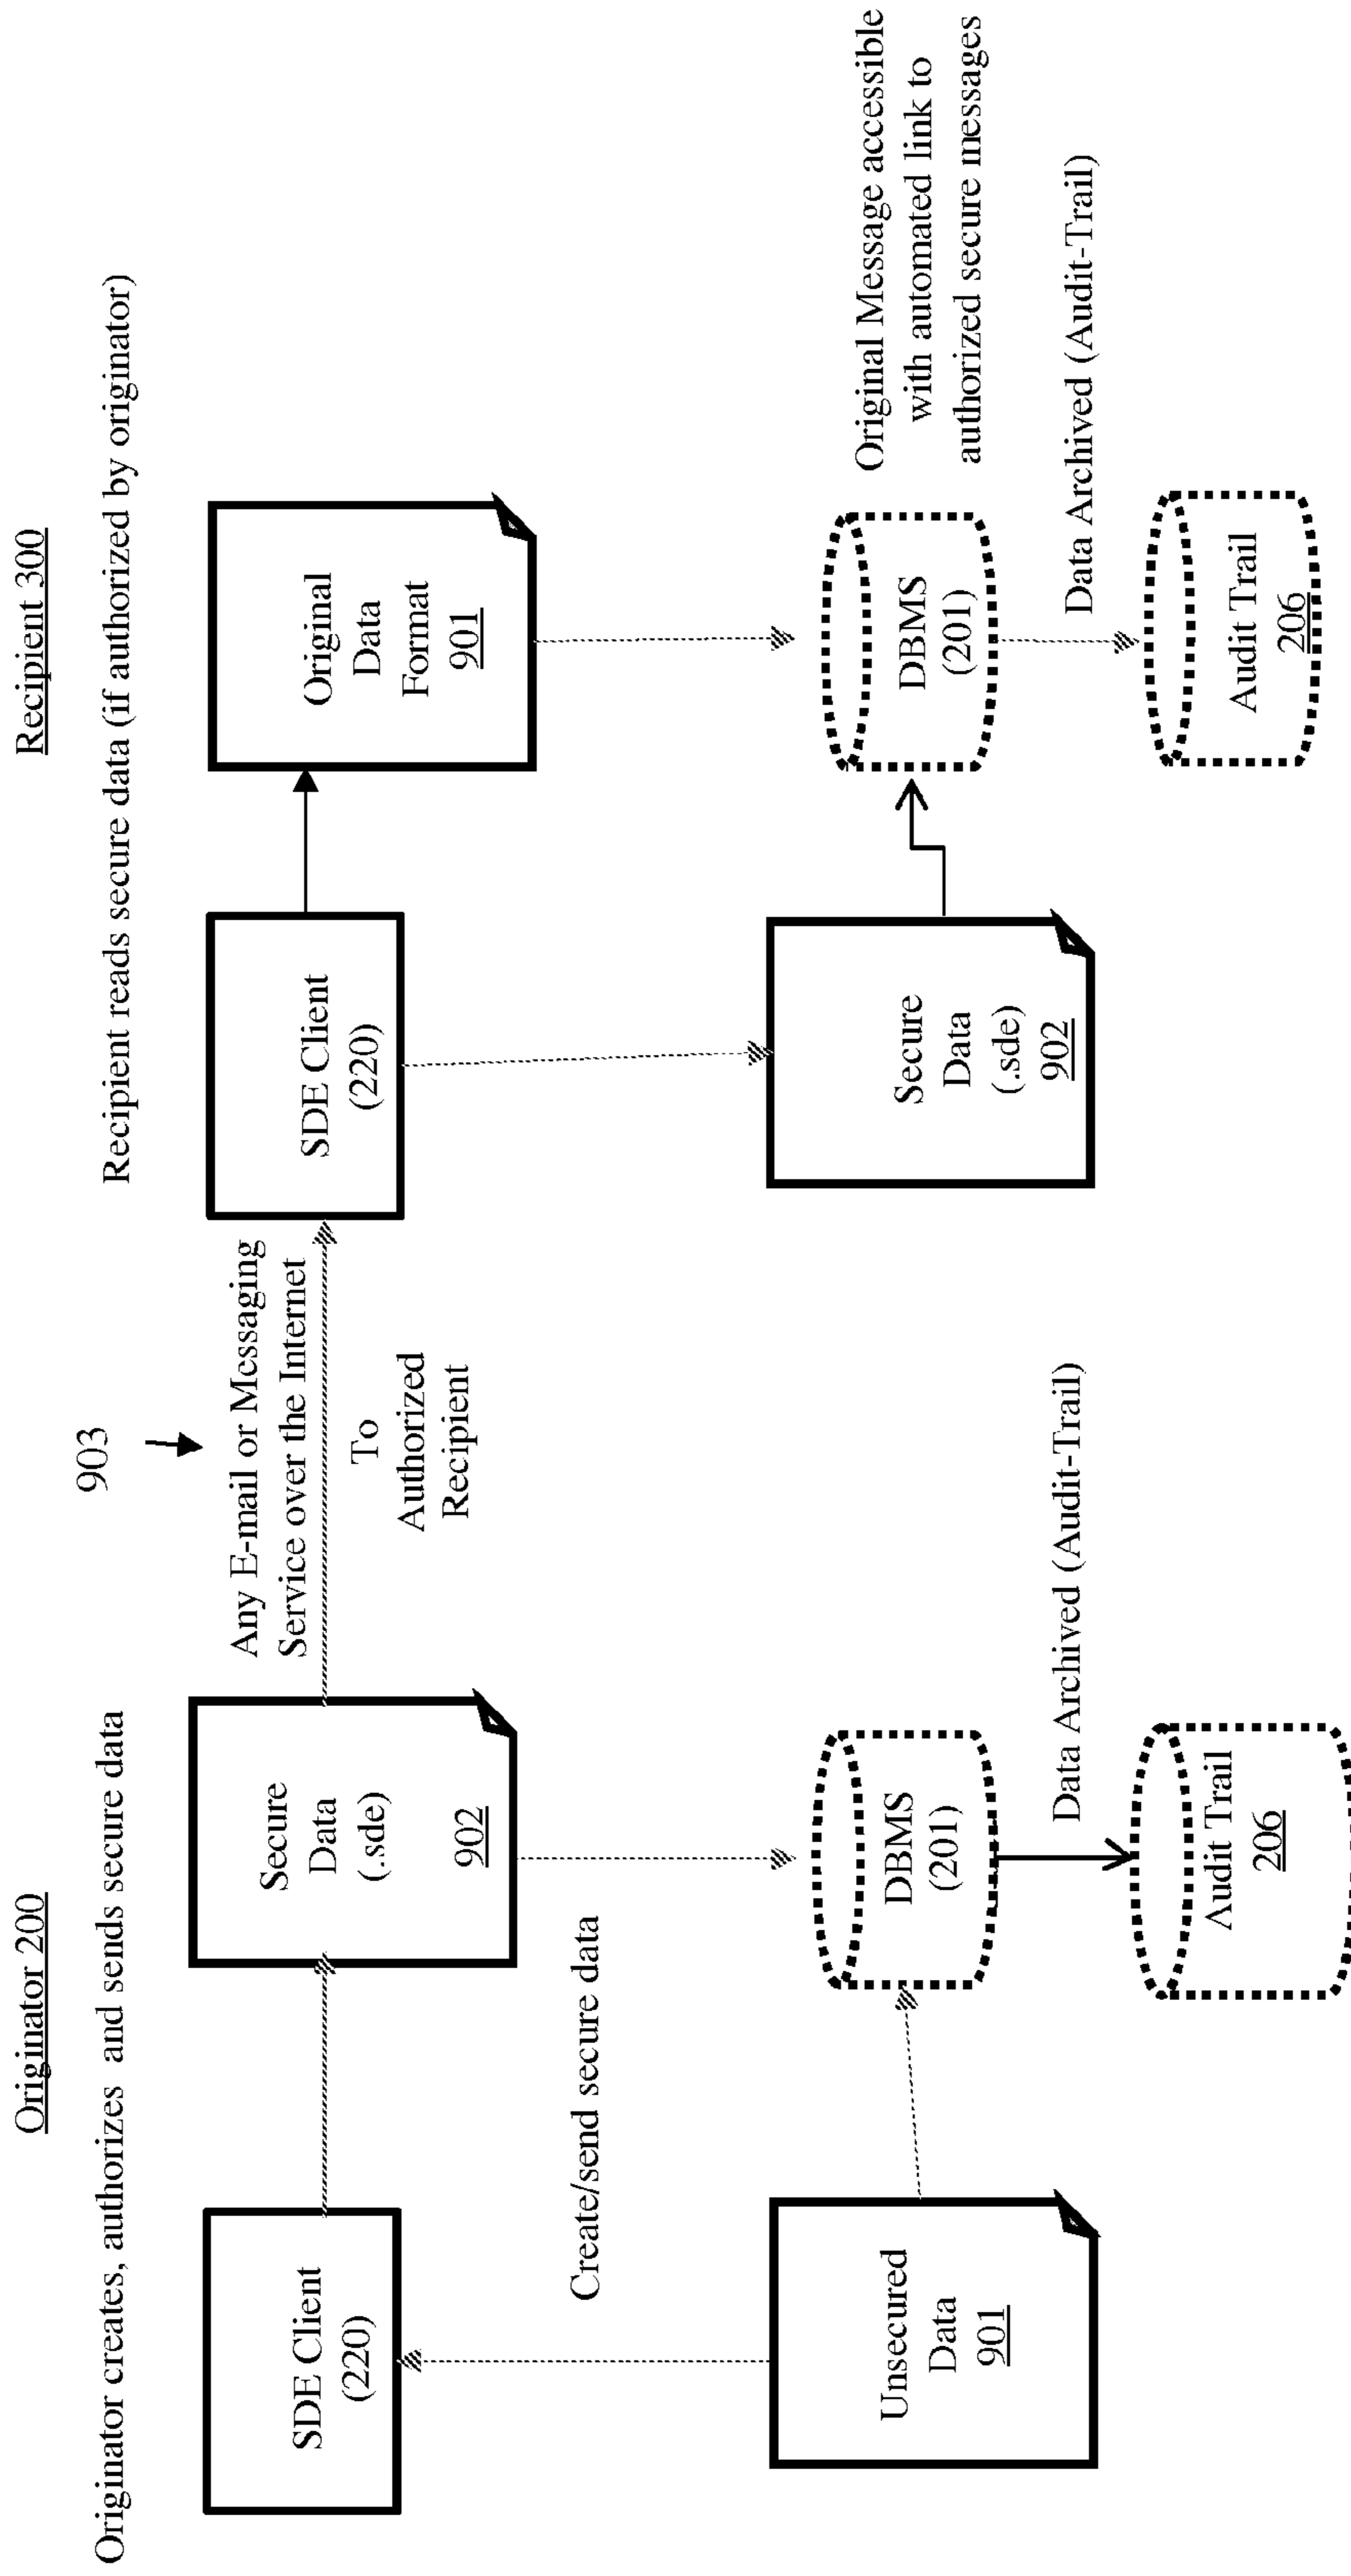 Originator 200
Originator creates, authorizes and sends secure data
SDE Client
(220)
Secure
Data
(.sde)
902
Create/send secure data
Unsecured
Data
901
DBMS
(201)
Data Archived (Audit-Trail)
Audit Trail
206
903
Any E-mail or Messaging
Service over the Internet
To
Authorized
Recipient
Recipient 300
Recipient reads secure data (if authorized by originator)
SDE Client
(220)
Original
Data
Format
901
Secure
Data
(.sde)
902
DBMS
(201)
Original Message accessible
with automated link to
authorized secure messages
Data Archived (Audit-Trail)
Audit Trail
206